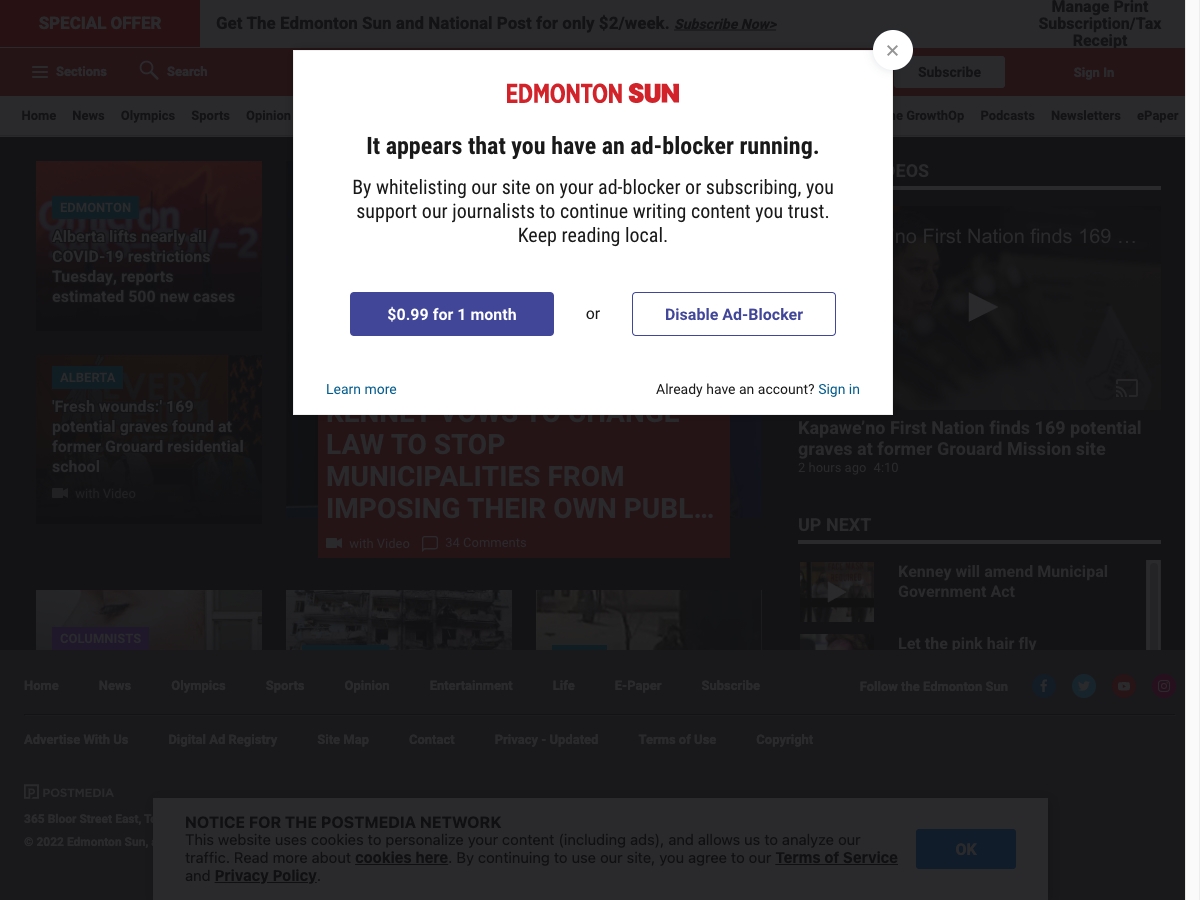 SPECIAL OFFER
Get The Edmonton Sun and National Post for only $2/week. Subscribe Now>
Manage Print
Subscription/Tax
Receipt
Sections
Search
Subscribe
Sign In
Home News Olympics Sports Opinion
GrowthOp Podcasts Newsletters ePaper
EDMONTON SUN
It appears that you have an ad-blocker running.
By whitelisting our site on your ad-blocker or subscribing, you
support our journalists to continue writing content you trust.
Keep reading local.
$0.99 for 1 month
or
Disable Ad-Blocker
Learn more
Already have an account? Sign in
EDMONTON
Alberta lifts nearly all
COVID-19 restrictions
Tuesday, reports
estimated 500 new cases
ALBERTA
'Fresh wounds:' 169
potential graves found at
former Grouard residential
school
with Video
KENNEY VOWS TO CHANGE
LAW TO STOP
MUNICIPALITIES FROM
IMPOSING THEIR OWN PUBL...
with Video 34 Comments
no First Nation finds 169 ...
Kapawe'no First Nation finds 169 potential
graves at former Grouard Mission site
2 hours ago 4:10
UP NEXT
Kenney will amend Municipal
Government Act
Let the pink hair fly
COLUMNISTS
Home News Olympics Sports Opinion Entertainment Life E-Paper Subscribe
Follow the Edmonton Sun
Advertise With Us Digital Ad Registry Site Map Contact Privacy - Updated Terms of Use Copyright
POSTMEDIA
365 Bloor Street East,
© 2022 Edmonton Sun,
NOTICE FOR THE POSTMEDIA NETWORK
This website uses cookies to personalize your content (including ads), and allows us to analyze our
traffic. Read more about cookies here. By continuing to use our site, you agree to our Terms of Service
and Privacy Policy.
OK